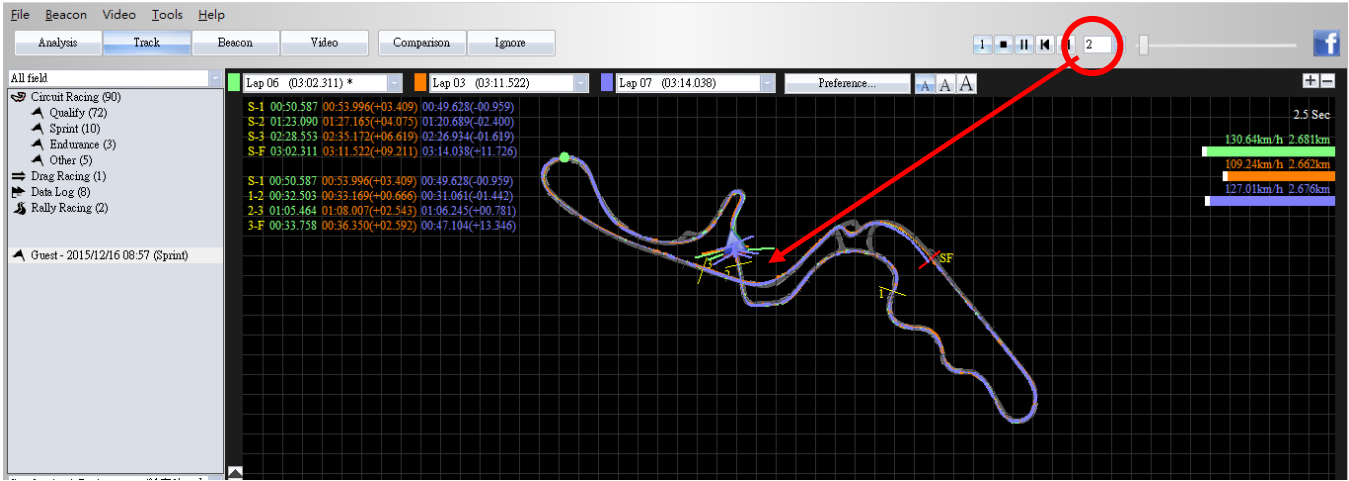 File Beacon Video Tools Help
Analysis Track Beacon Video Comparison Ignore 1 2 f
All field
Circuit Racing (90)
Qualify (72)
Sprint (10)
Endurance (3)
Other (5)
Drag Racing (1)
Data Log (8)
Rally Racing (2)
Guest - 2015/12/16 08:57 (Sprint)
Lap 06 (03:02.311) * Lap 03 (03:11.522) Lap 07 (03:14.038) Preference... A A A + −
S-1 00:50.587 00:53.996(+03.409) 00:49.628(-00.959)
S-2 01:23.090 01:27.165(+04.075) 01:20.689(-02.400)
S-3 02:28.553 02:35.172(+06.619) 02:26.934(-01.619)
S-F 03:02.311 03:11.522(+09.211) 03:14.038(+11.726)
S-1 00:50.587 00:53.996(+03.409) 00:49.628(-00.959)
1-2 00:32.503 00:33.169(+00.666) 00:31.061(-01.442)
2-3 01:05.464 01:08.007(+02.543) 01:06.245(+00.781)
3-F 00:33.758 00:36.350(+02.592) 00:47.104(+13.346)
2.5 Sec
130.64km/h 2.681km
109.24km/h 2.662km
127.01km/h 2.676km
SF
3
2
1